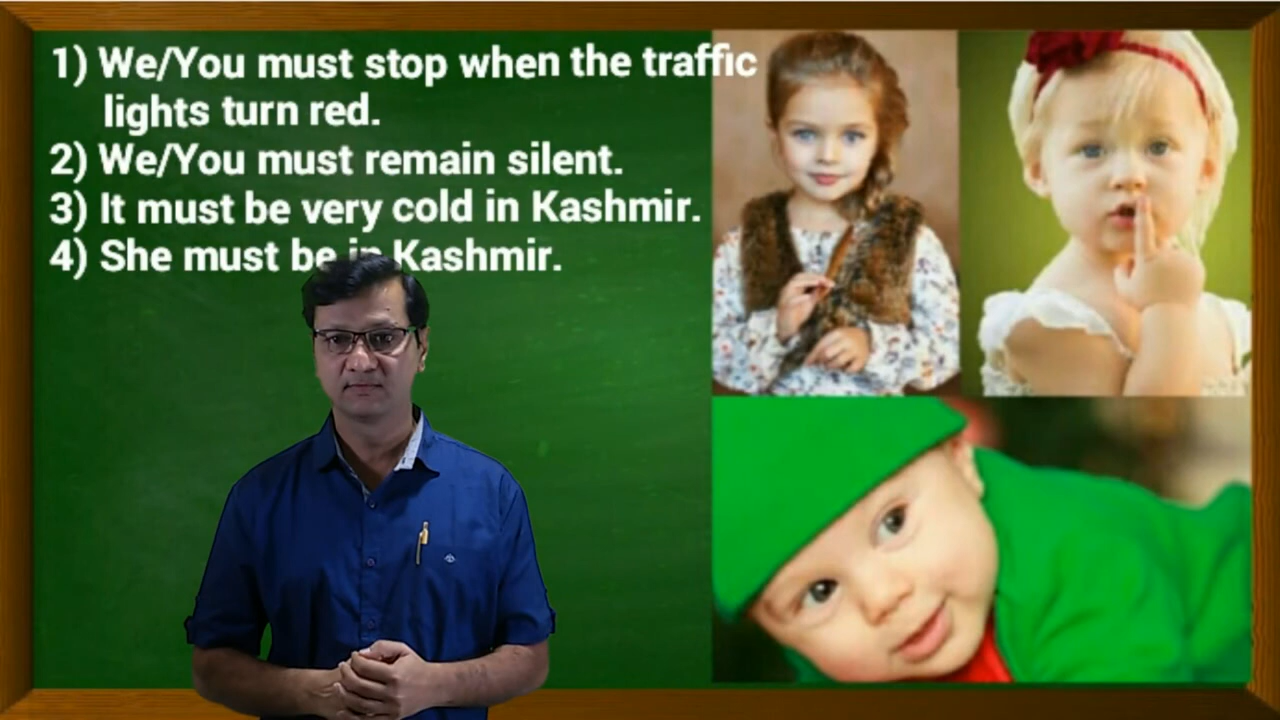 1) We/You must stop when the traffic
lights turn red.
2) We/You must remain silent.
3) It must be very cold in Kashmir.
4) She must be in Kashmir.